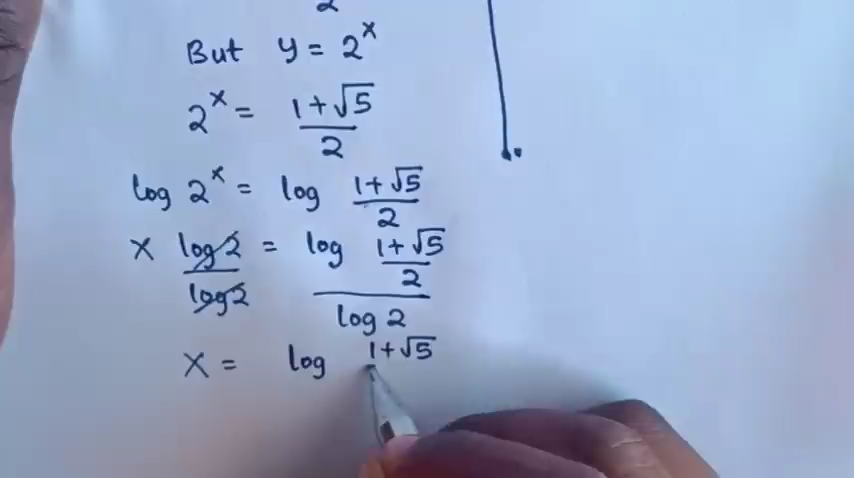 2
But y = 2^x
2^x = (1+√5)/2
log 2^x = log (1+√5)/2
x log2/log2 = log (1+√5)/2 / log 2
x = log 1+√5